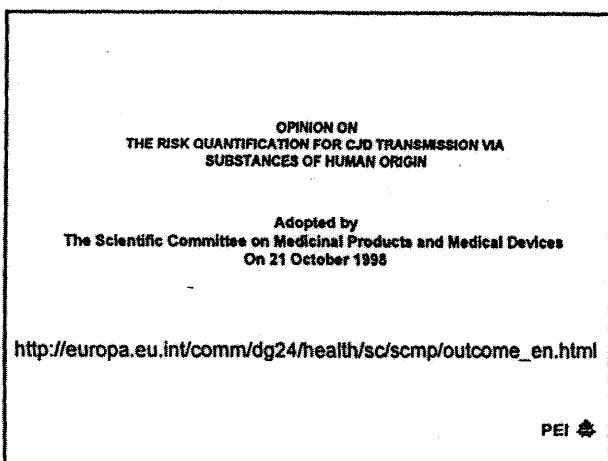 OPINION ON
THE RISK QUANTIFICATION FOR CJD TRANSMISSION VIA
SUBSTANCES OF HUMAN ORIGIN
Adopted by
The Scientific Committee on Medicinal Products and Medical Devices
On 21 October 1998
http://europa.eu.int/comm/dg24/health/sc/scmp/outcome_en.html
PEI